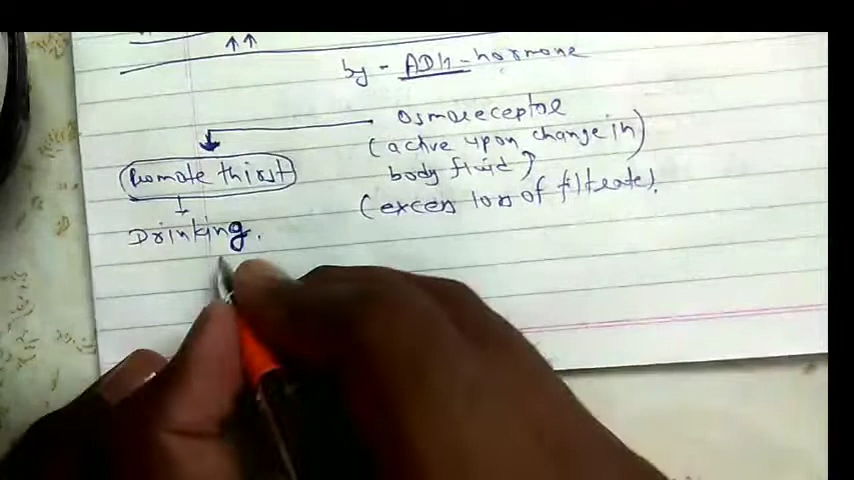 by - ADH - hormone
osmoreceptor
(active upon change in)
body fluid)
Promote thirst
(excess loss of filtrate).
Drinking.